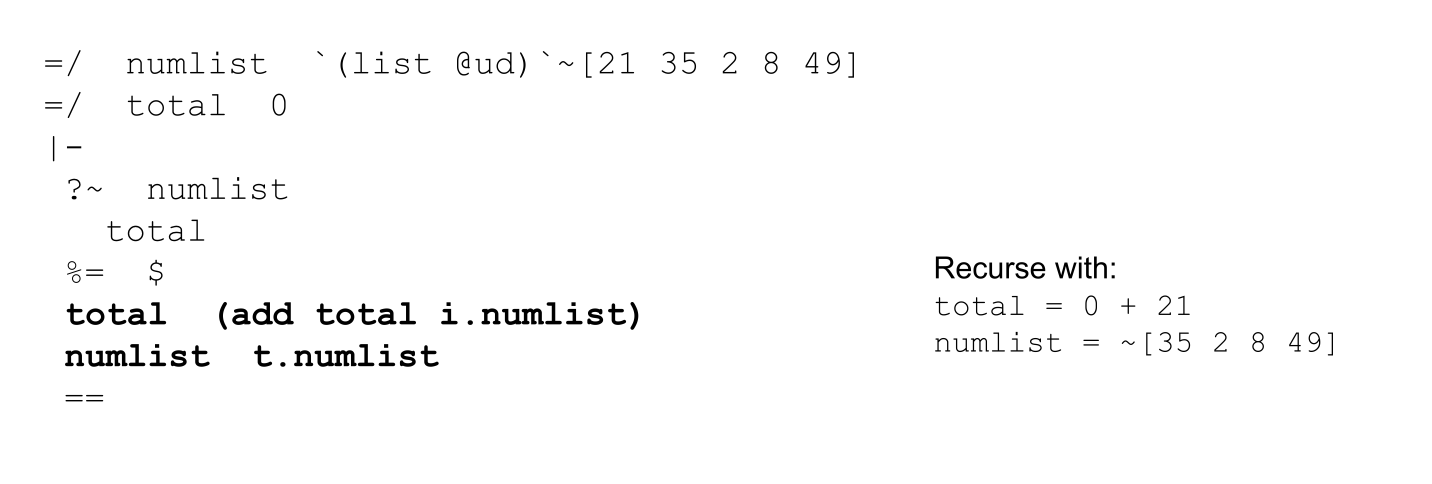 =/  numlist  `(list @ud)`~[21 35 2 8 49]
=/  total  0
|-
 ?~  numlist
   total
 %=  $
 total  (add total i.numlist)
 numlist  t.numlist
 ==
Recurse with:
total = 0 + 21
numlist = ~[35 2 8 49]